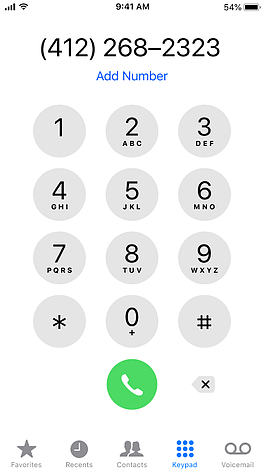 9:41 AM
54%
(412) 268–2323
Add Number
1 2 3
ABC DEF
4 5 6
GHI JKL MNO
7 8 9
PQRS TUV WXYZ
* 0 #
+
Favorites Recents Contacts Keypad Voicemail